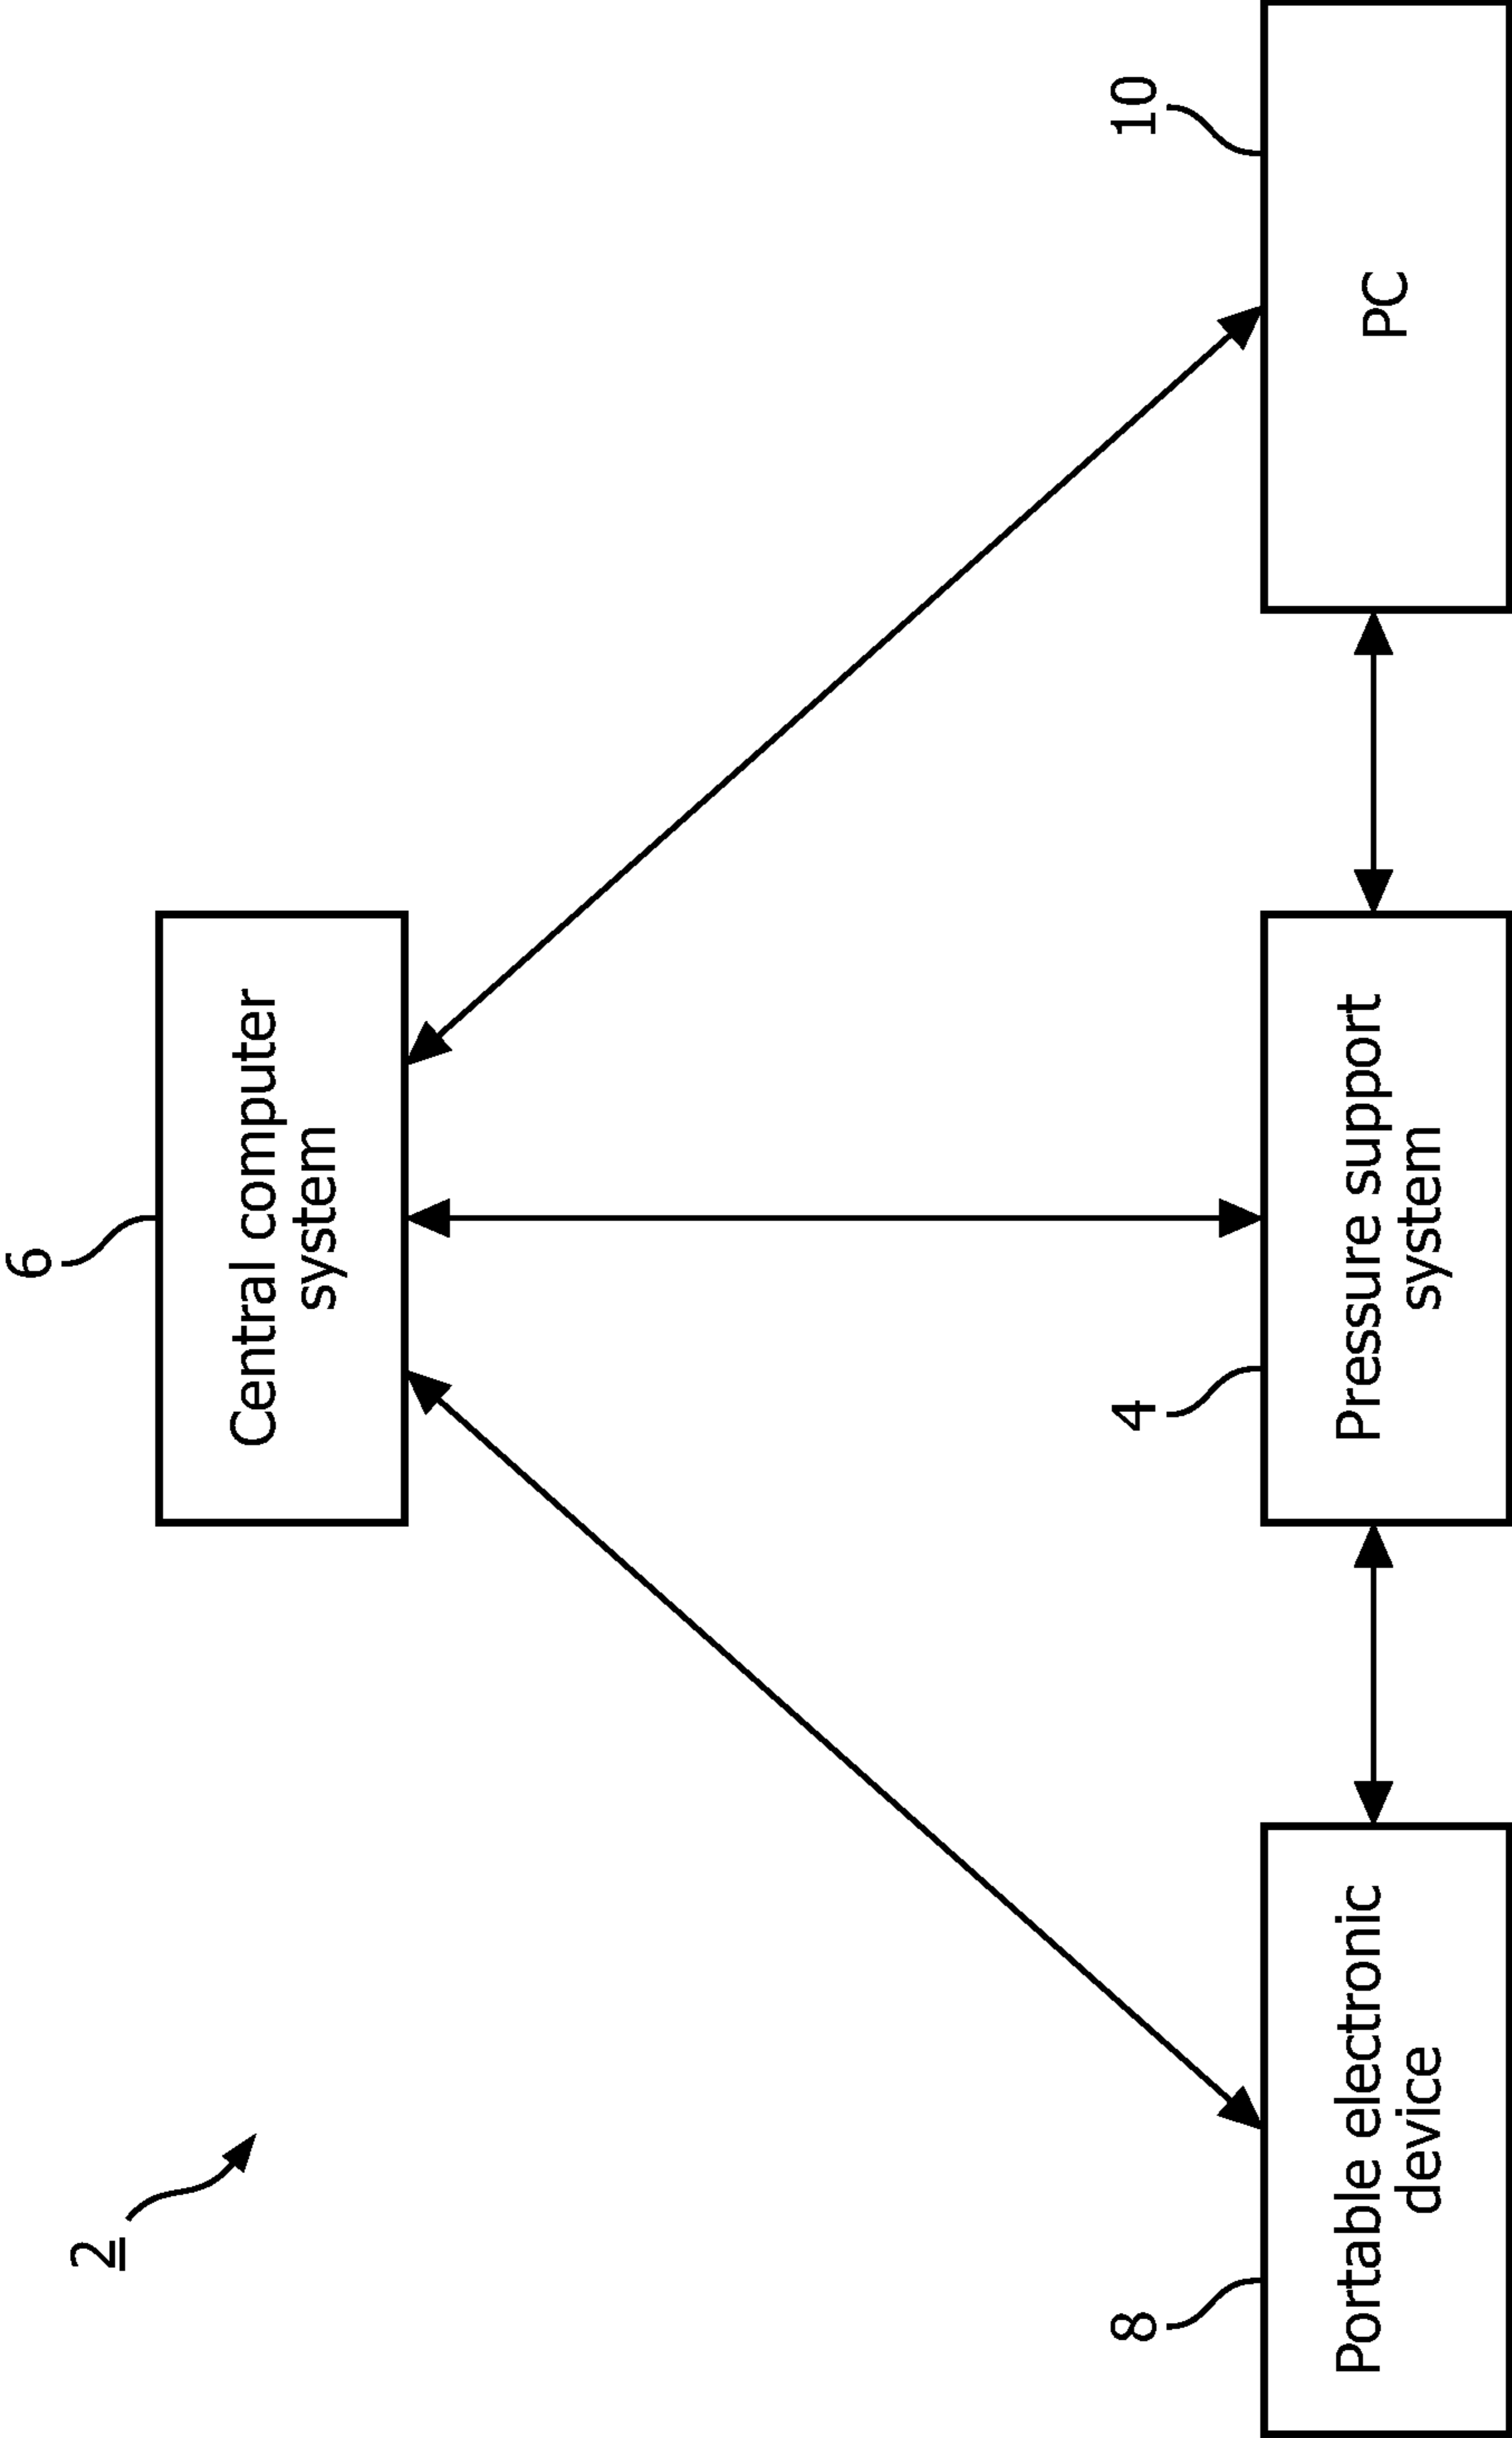 2
6
Central computer
system
8
Portable electronic
device
4
Pressure support
system
10
PC